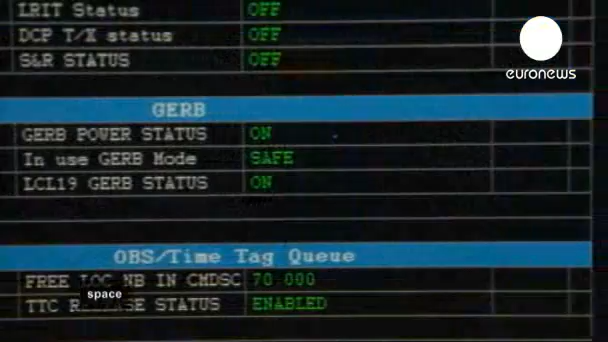 LRIT Status OFF
DCP T/X status OFF
S&R STATUS OFF
euronews
GERB
GERB POWER STATUS ON
In use GERB Mode SAFE
LCL19 GERB STATUS ON
OBS/Time Tag Queue
FREE LOC NB IN CMDSC 70 000
space
TTC RELEASE STATUS ENABLED